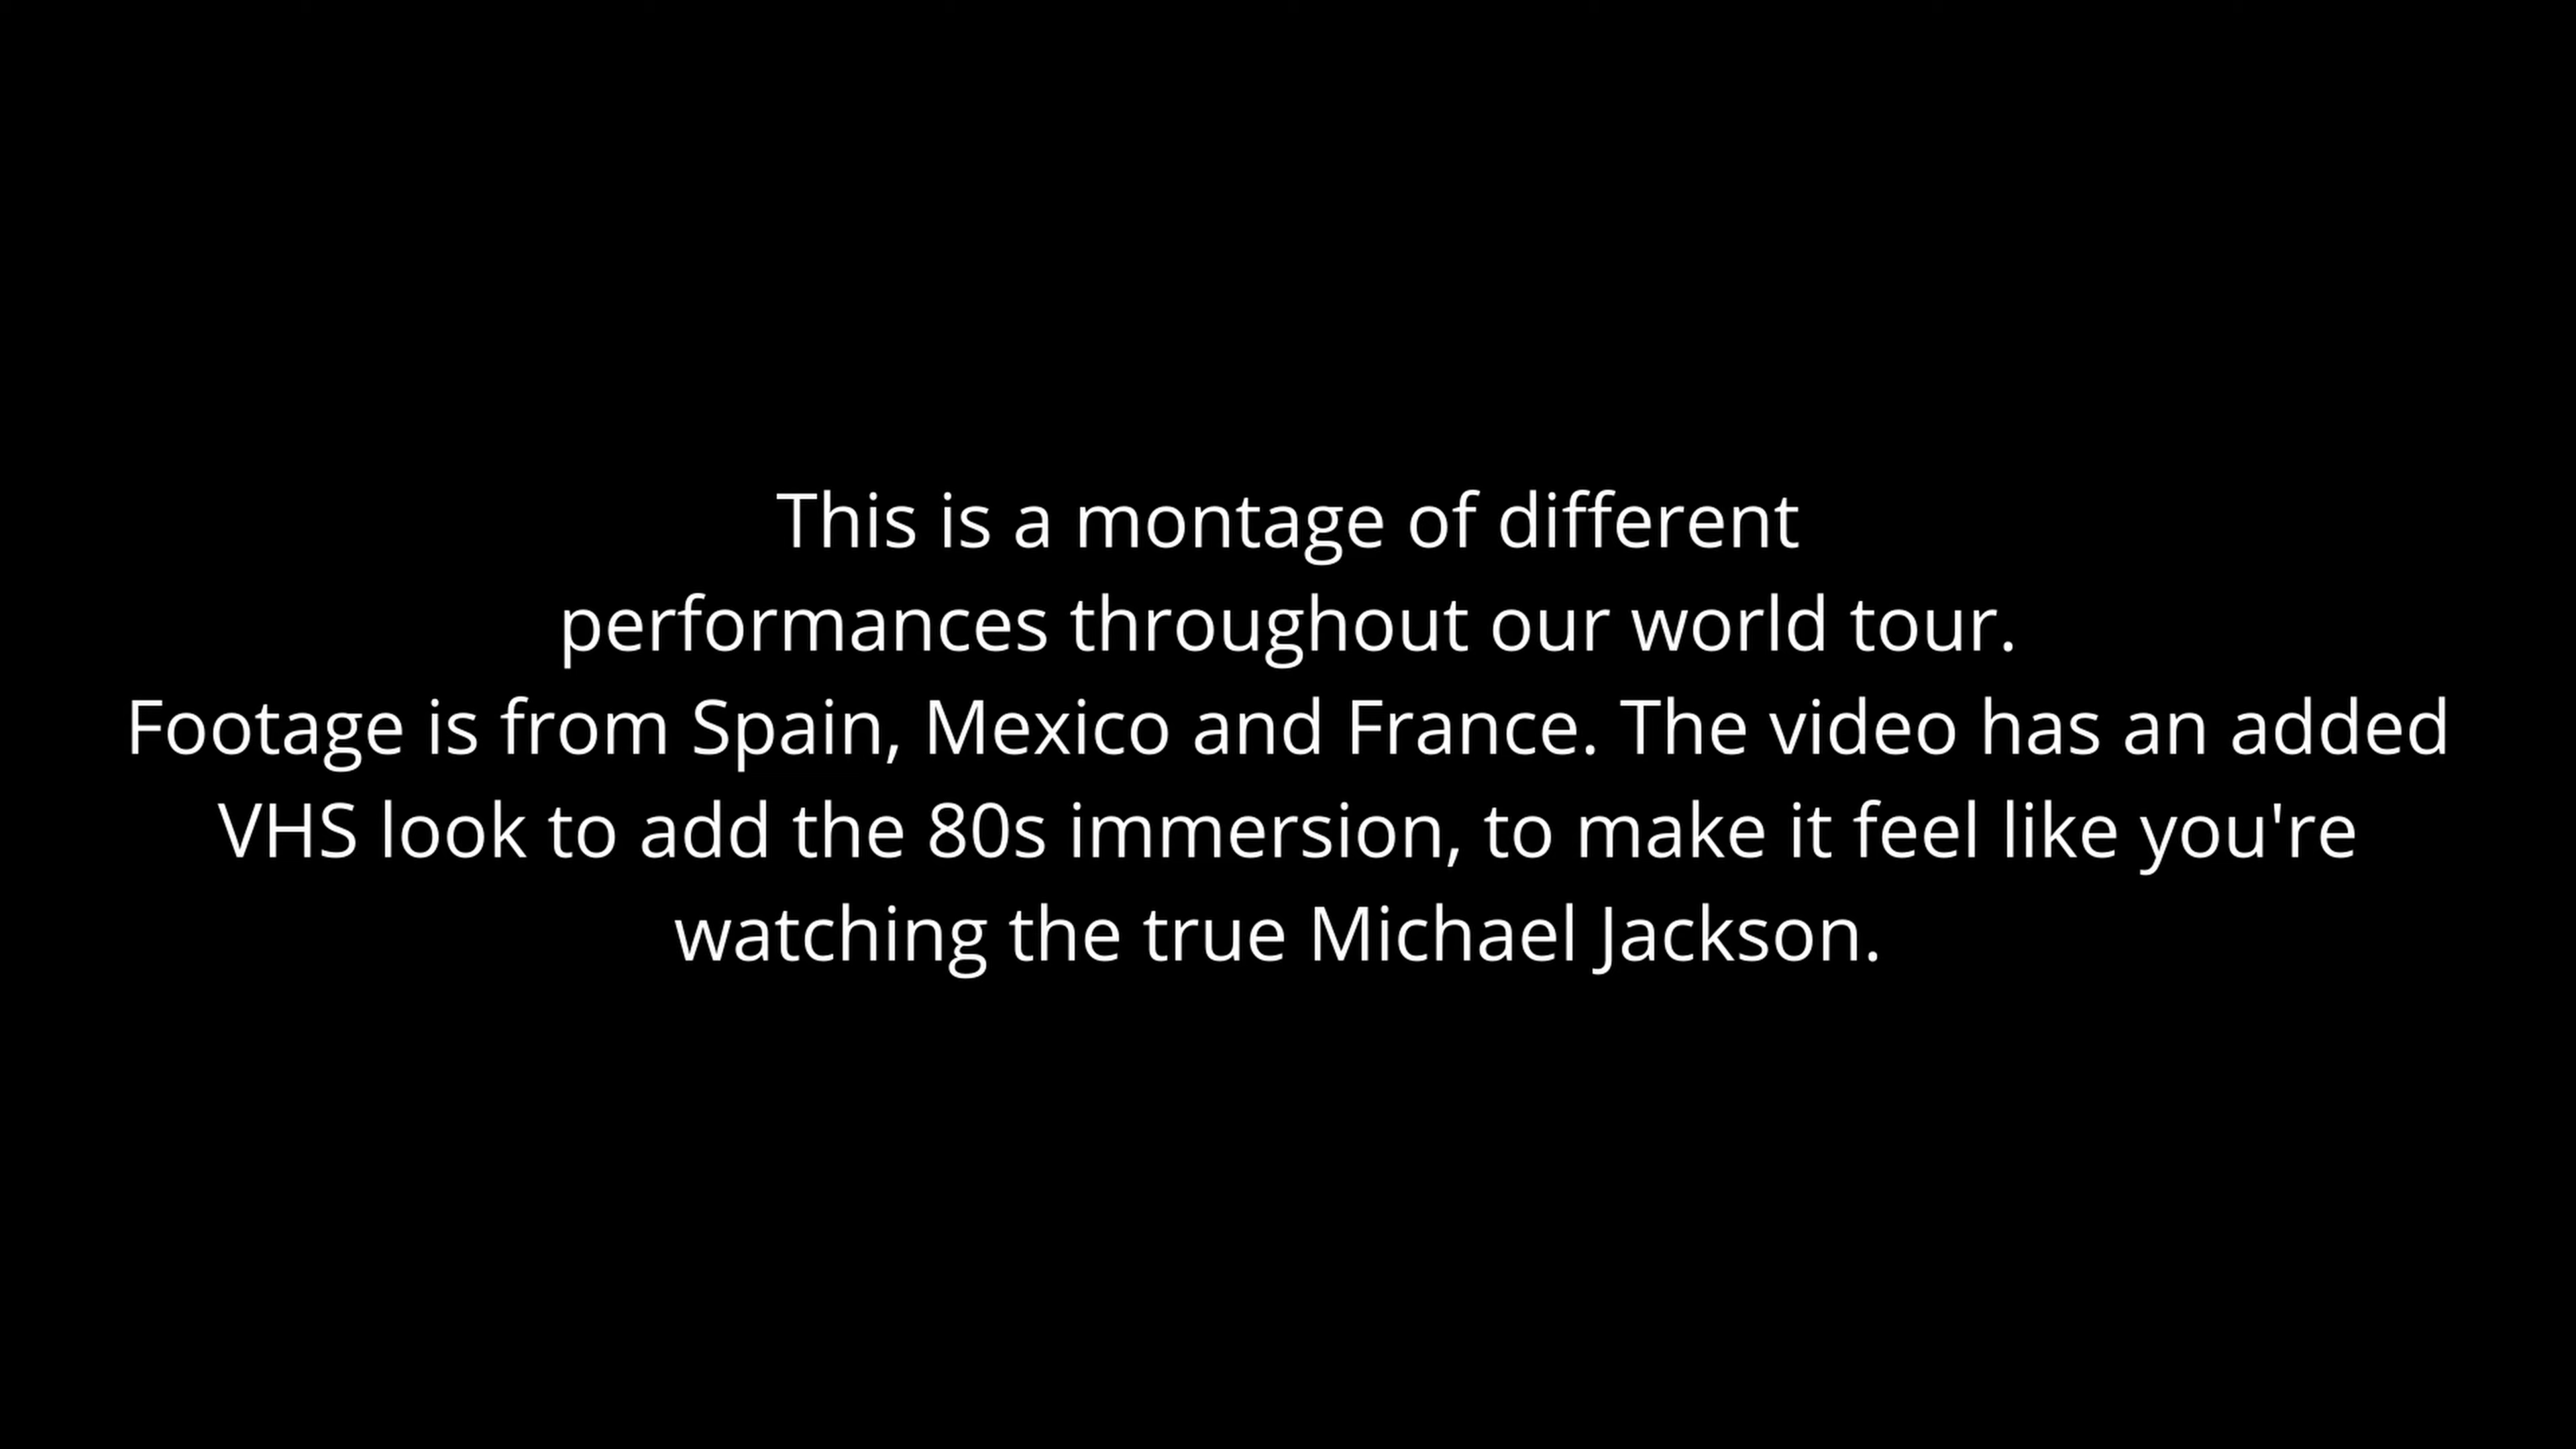 This is a montage of different
performances throughout our world tour.
Footage is from Spain, Mexico and France. The video has an added
VHS look to add the 80s immersion, to make it feel like you're
watching the true Michael Jackson.